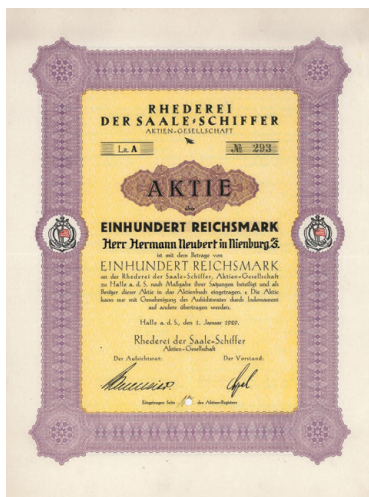 RHEDEREI
DER SAALE-SCHIFFER
AKTIEN-GESELLSCHAFT
Lit. A № 293
AKTIE
über
EINHUNDERT REICHSMARK
Herr Hermann Neubert in Nienburg S.
ist mit dem Betrage von
EINHUNDERT REICHSMARK
an der Rhederei der Saale-Schiffer, Aktien-Gesellschaft
zu Halle a. d. S. nach Maßgabe ihrer Satzungen beteiligt und als
Besitzer dieser Aktie in das Aktienbuch eingetragen. Die Aktie
kann nur mit Genehmigung des Aufsichtsrates durch Indossament
auf andere übertragen werden.
Halle a. d. S., den 1. Januar
Rhederei der Saale-Schiffer
Aktien-Gesellschaft
Der Aufsichtsrat: Der Vorstand:
Eingetragen Seite des Aktien-Registers